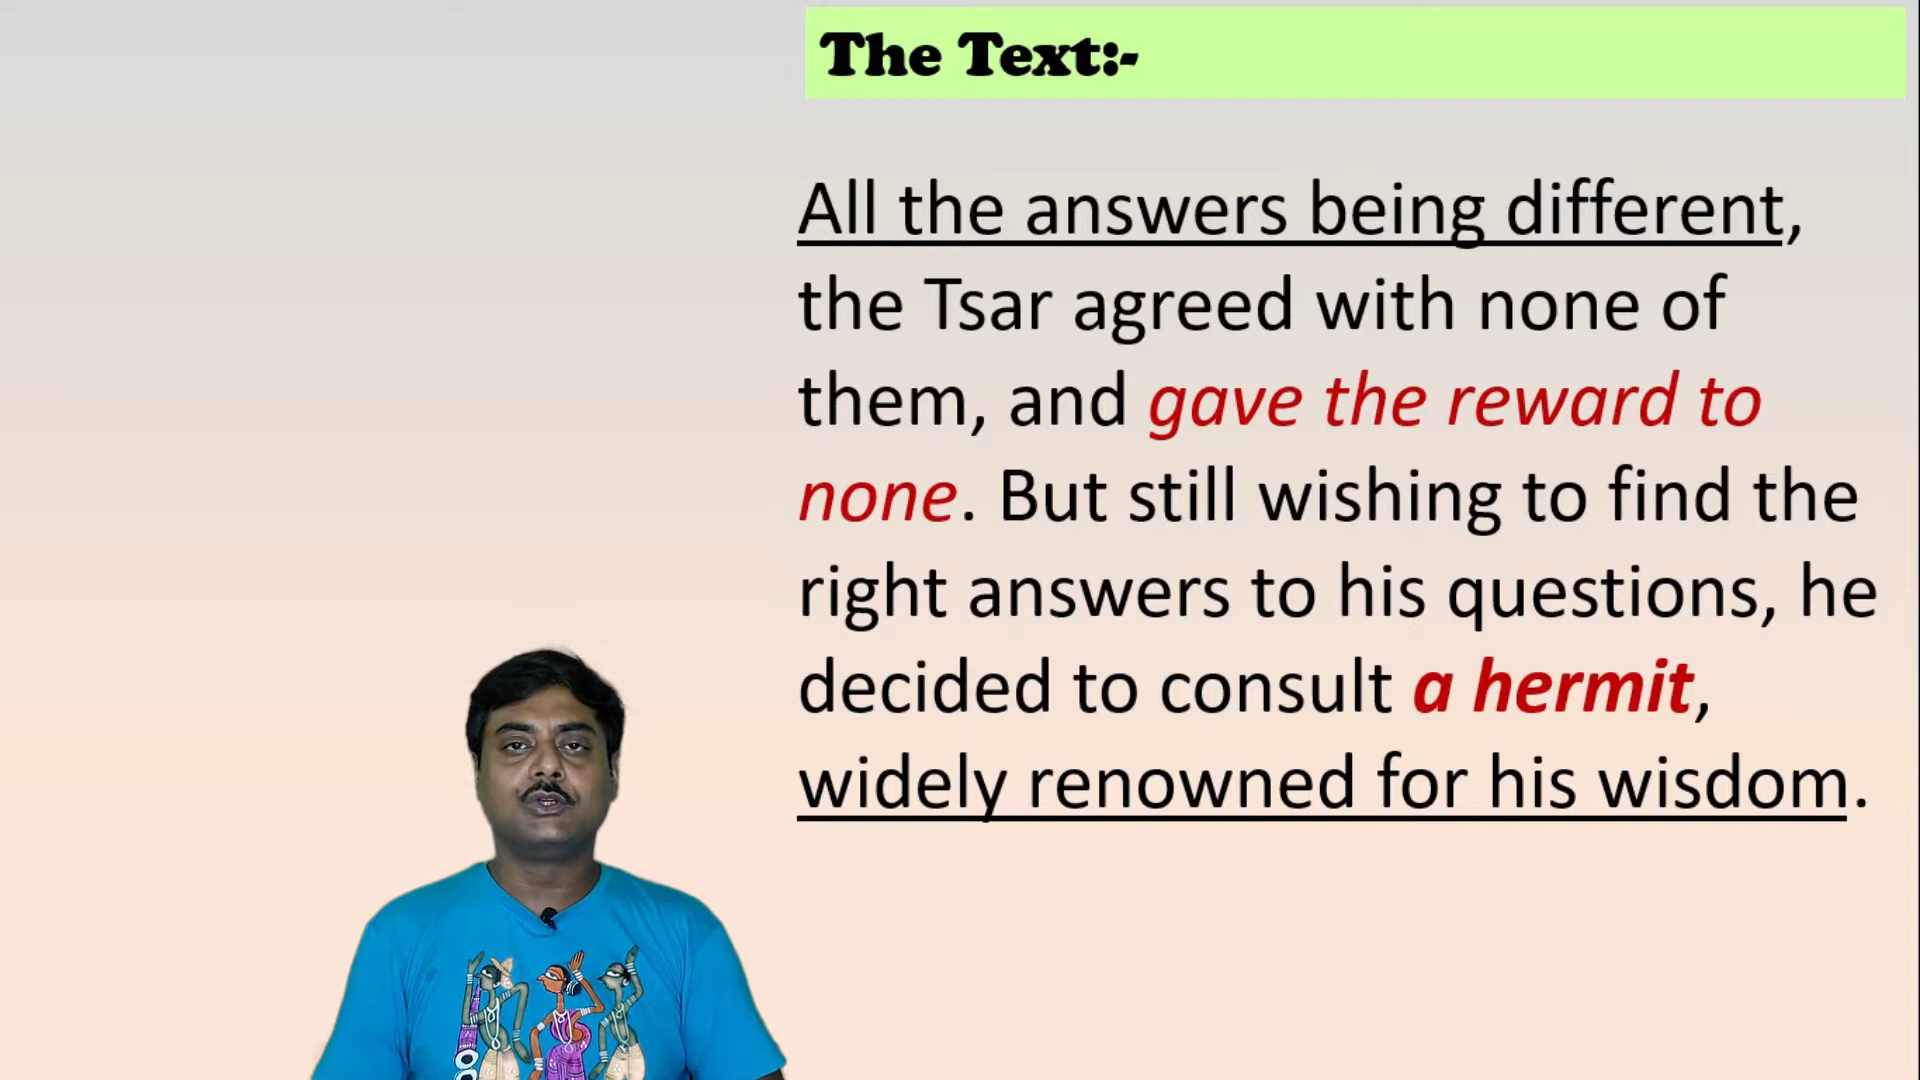 The Text:-
All the answers being different,
the Tsar agreed with none of
them, and gave the reward to
none. But still wishing to find the
right answers to his questions, he
decided to consult a hermit,
widely renowned for his wisdom.